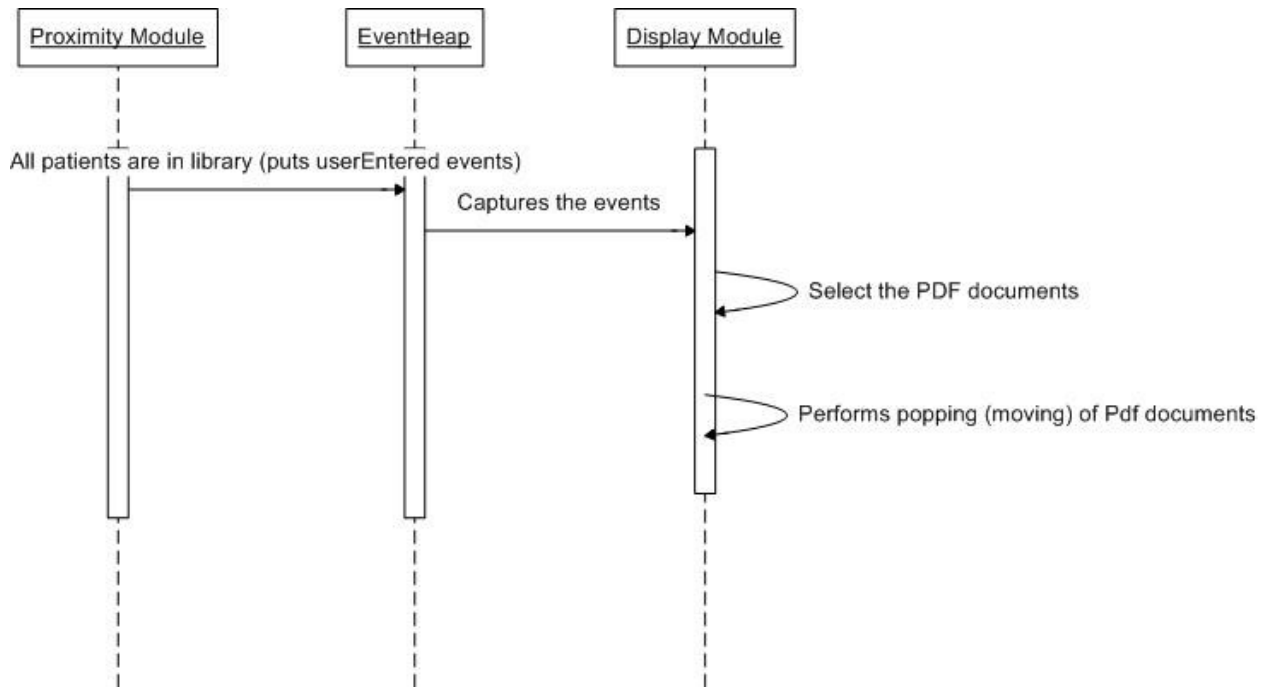 Proximity Module
EventHeap
Display Module
All patients are in library (puts userEntered events)
Captures the events
Select the PDF documents
Performs popping (moving) of Pdf documents